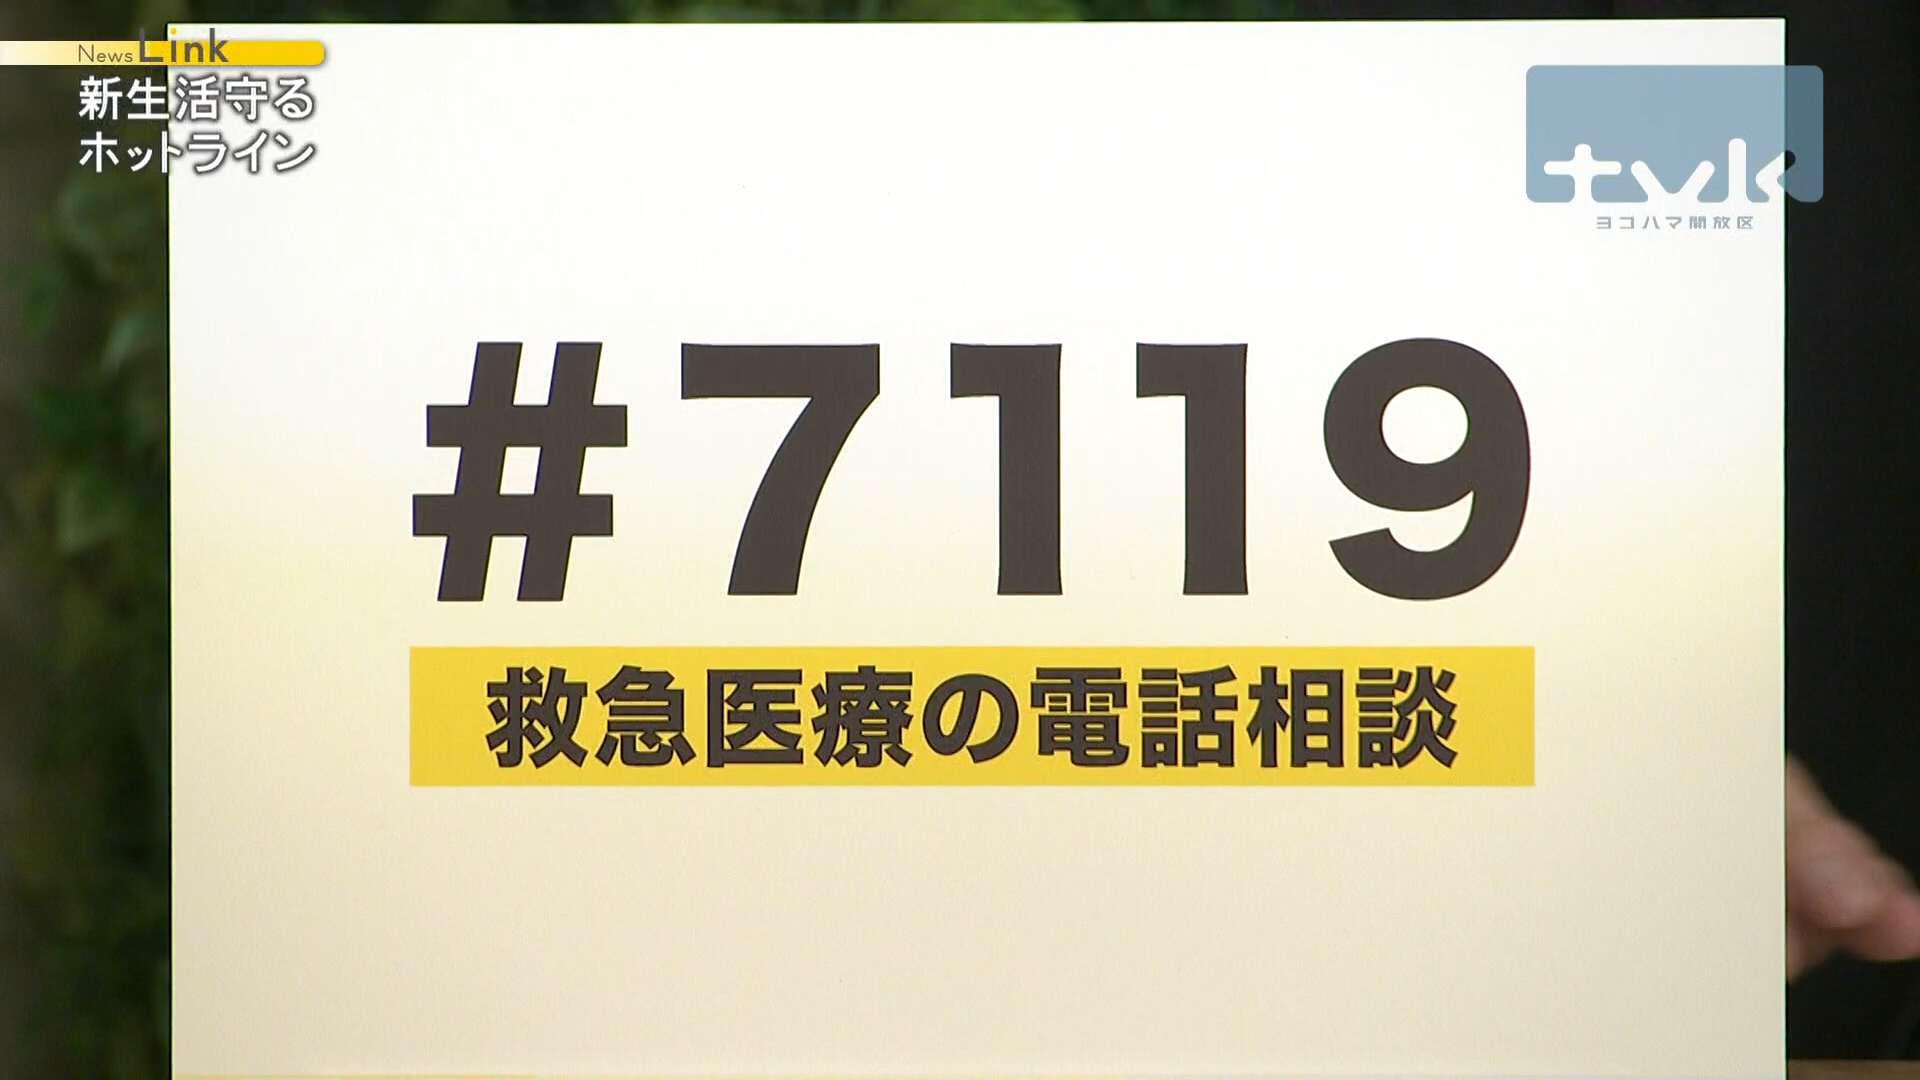 News Link
新生活守る
ホットライン
tvk
ヨコハマ開放区
#7119
救急医療の電話相談